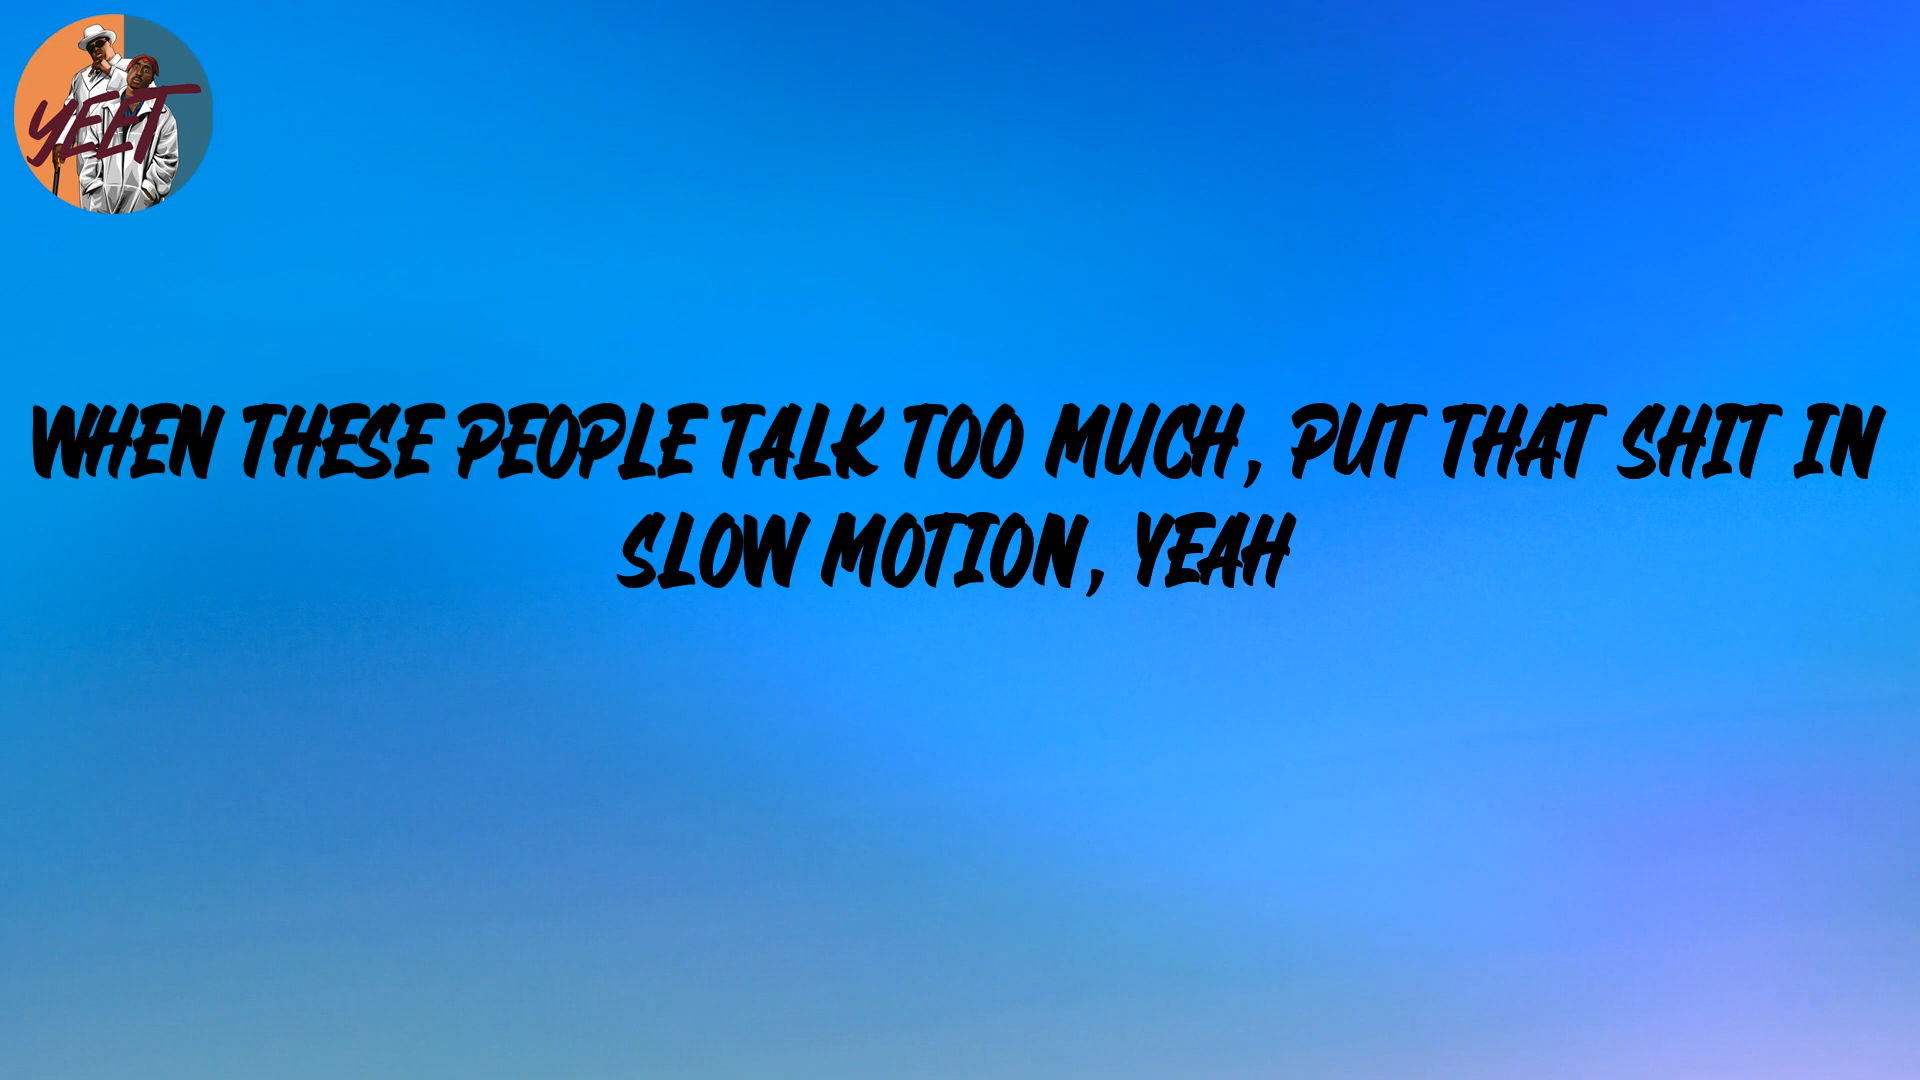 YEET
WHEN THESE PEOPLE TALK TOO MUCH, PUT THAT SHIT IN
SLOW MOTION, YEAH